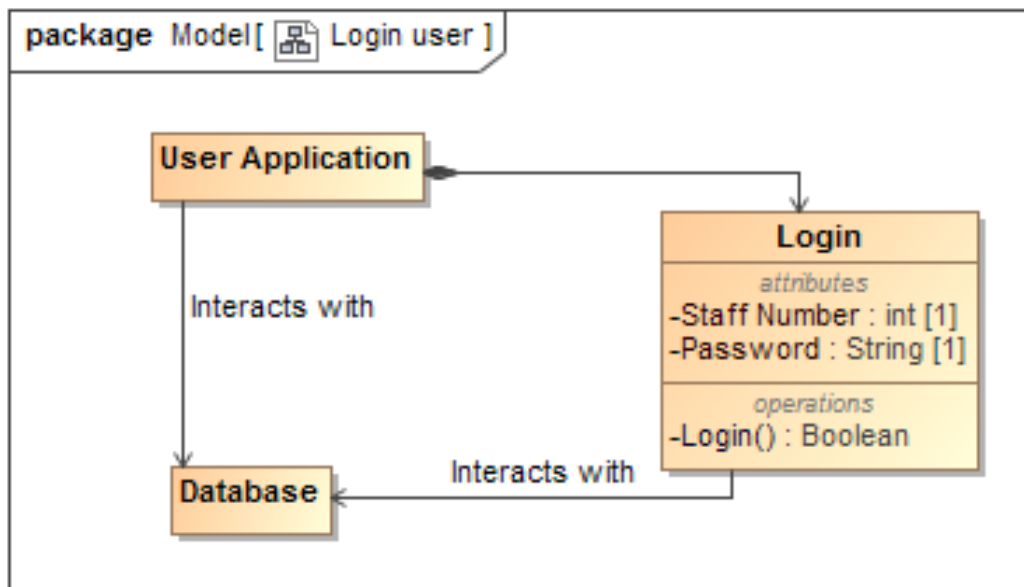 package Model[ Login user ]
User Application
Login
attributes
-Staff Number : int [1]
-Password : String [1]
operations
-Login() : Boolean
Interacts with
Interacts with
Database